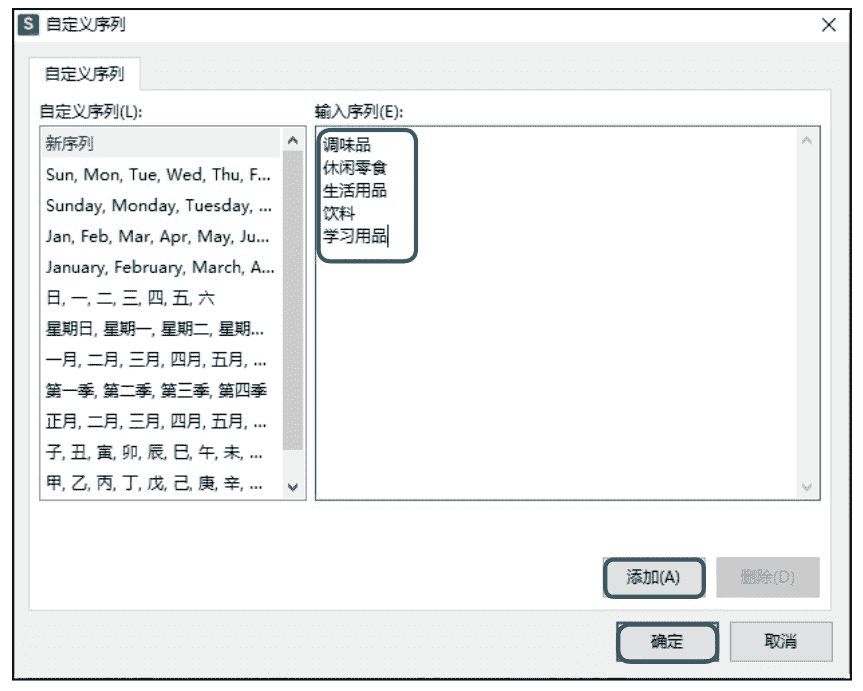 S 自定义序列
自定义序列
自定义序列(L):
新序列
Sun, Mon, Tue, Wed, Thu, F...
Sunday, Monday, Tuesday, ...
Jan, Feb, Mar, Apr, May, Ju...
January, February, March, A...
日, 一, 二, 三, 四, 五, 六
星期日, 星期一, 星期二, 星期...
一月, 二月, 三月, 四月, 五月, ...
第一季, 第二季, 第三季, 第四季
正月, 二月, 三月, 四月, 五月, ...
子, 丑, 寅, 卯, 辰, 巳, 午, 未, ...
甲, 乙, 丙, 丁, 戊, 己, 庚, 辛, ...
输入序列(E):
调味品
休闲零食
生活用品
饮料
学习用品
添加(A)
删除(D)
确定
取消